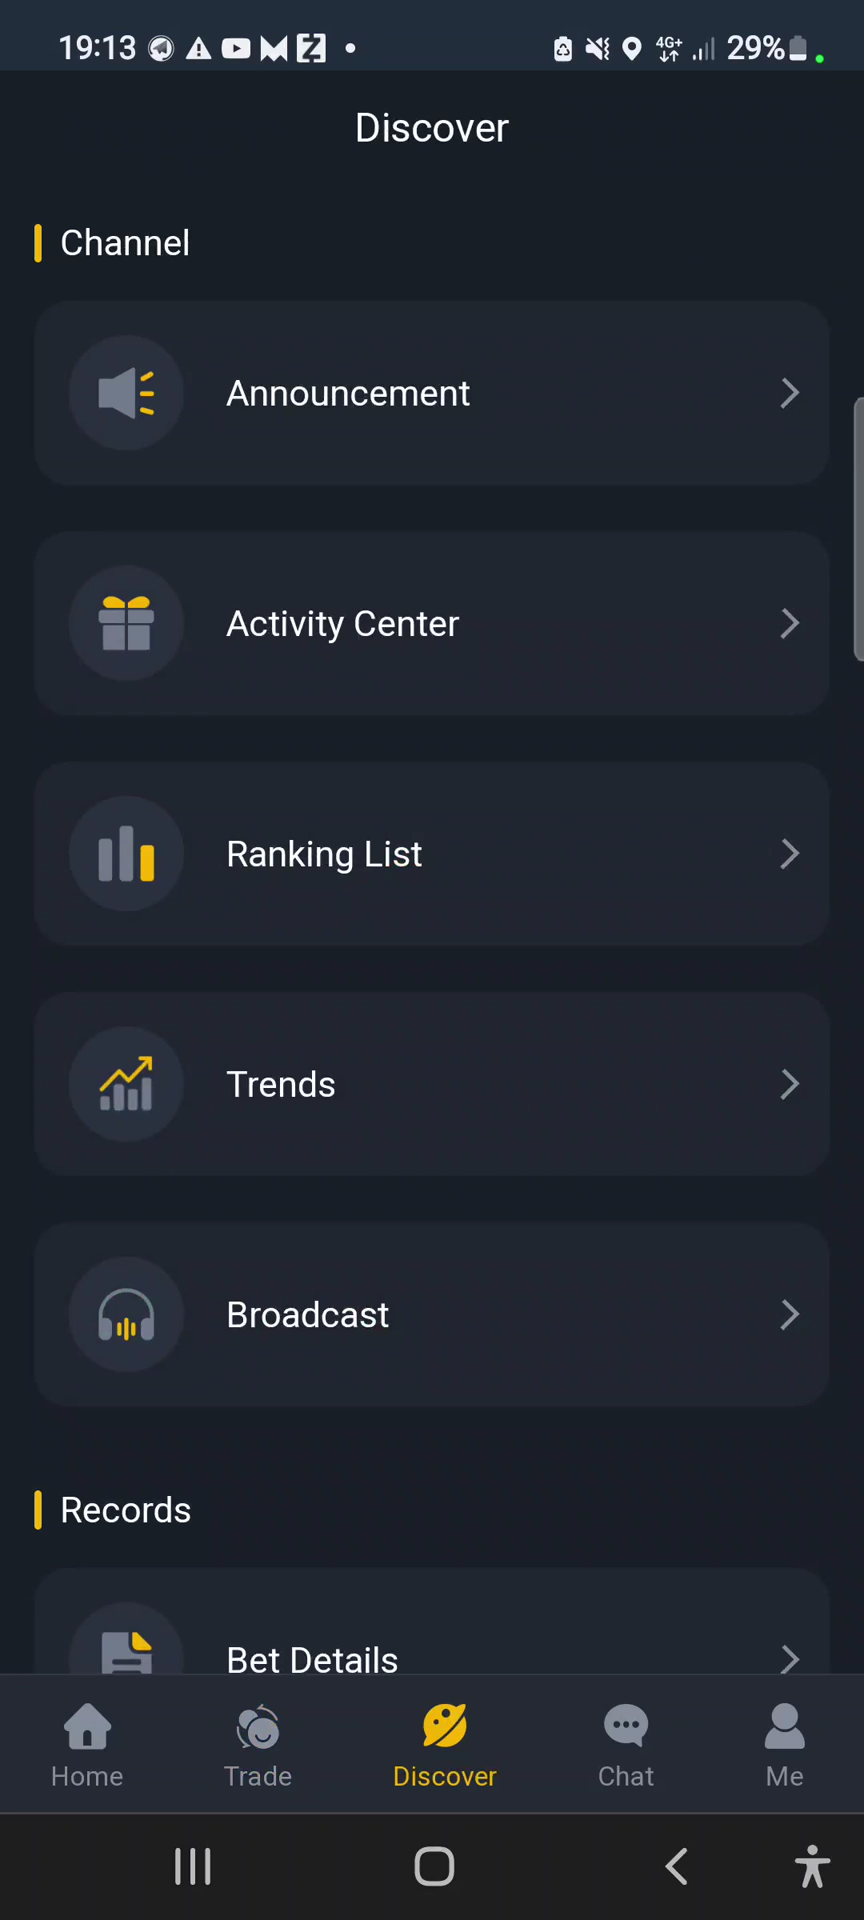 19:13 4G+ 29%
Discover
Channel
Announcement
Activity Center
Ranking List
Trends
Broadcast
Records
Bet Details
Home Trade Discover Chat Me